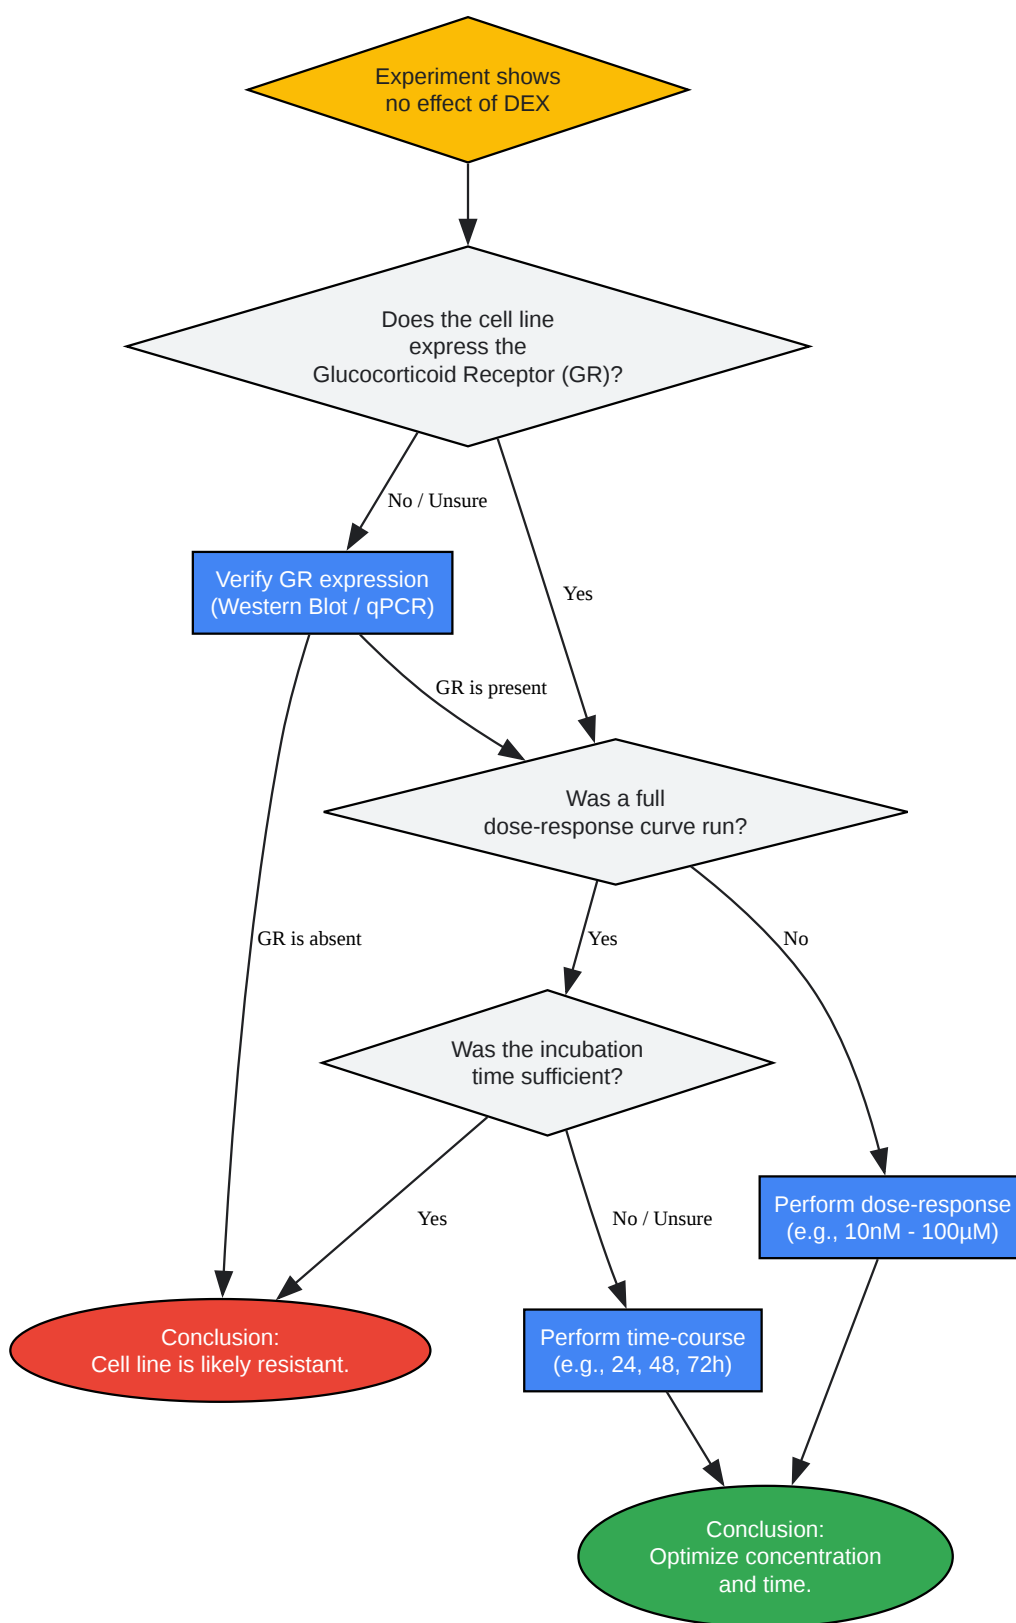 Experiment shows
no effect of DEX
Does the cell line
express the
Glucocorticoid Receptor (GR)?
No / Unsure
Verify GR expression
(Western Blot / qPCR)
Yes
GR is present
Was a full
dose-response curve run?
GR is absent
Yes
No
Was the incubation
time sufficient?
Yes
No / Unsure
Perform dose-response
(e.g., 10nM - 100µM)
Conclusion:
Cell line is likely resistant.
Perform time-course
(e.g., 24, 48, 72h)
Conclusion:
Optimize concentration
and time.